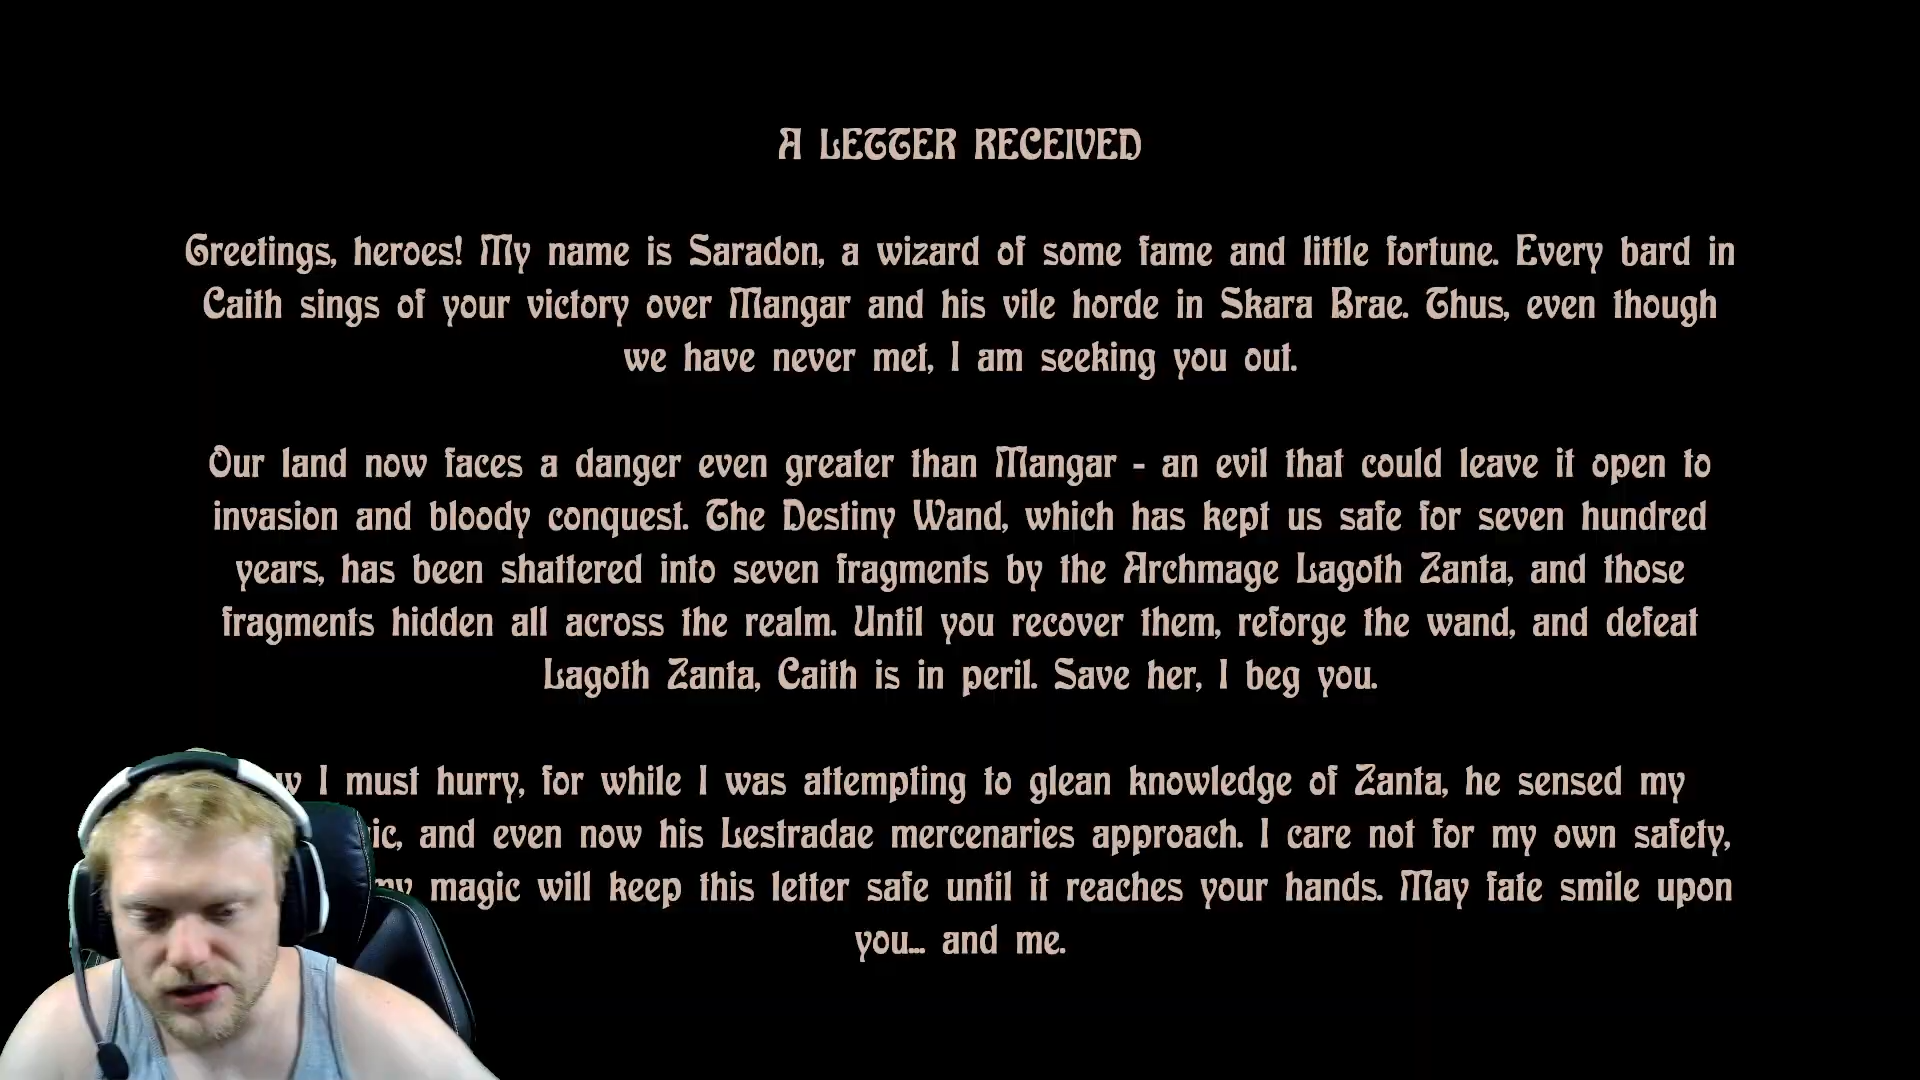 A LETTER RECEIVED
Greetings, heroes! My name is Saradon, a wizard of some fame and little fortune. Every bard in
Caith sings of your victory over Mangar and his vile horde in Skara Brae. Thus, even though
we have never met, I am seeking you out.
Our land now faces a danger even greater than Mangar - an evil that could leave it open to
invasion and bloody conquest. The Destiny Wand, which has kept us safe for seven hundred
years, has been shattered into seven fragments by the Archmage Lagoth Zanta, and those
fragments hidden all across the realm. Until you recover them, reforge the wand, and defeat
Lagoth Zanta, Caith is in peril. Save her, I beg you.
I must hurry, for while I was attempting to glean knowledge of Zanta, he sensed my
and even now his Lestradae mercenaries approach. I care not for my own safety,
my magic will keep this letter safe until it reaches your hands. May fate smile upon
you... and me.